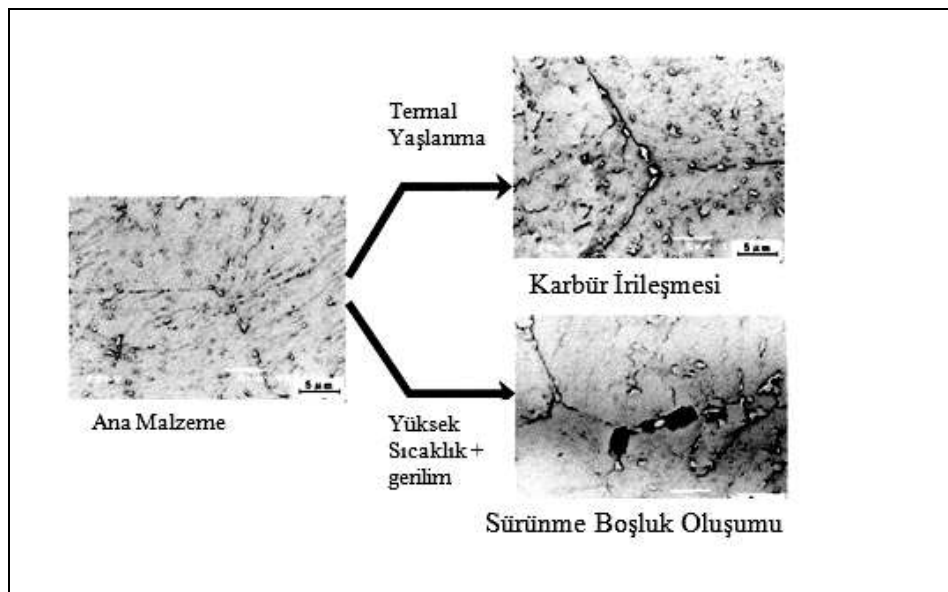 Termal
Yaşlanma
5 µm
Karbür İrileşmesi
5 µm
Ana Malzeme
Yüksek
Sıcaklık +
gerilim
Sürünme Boşluk Oluşumu